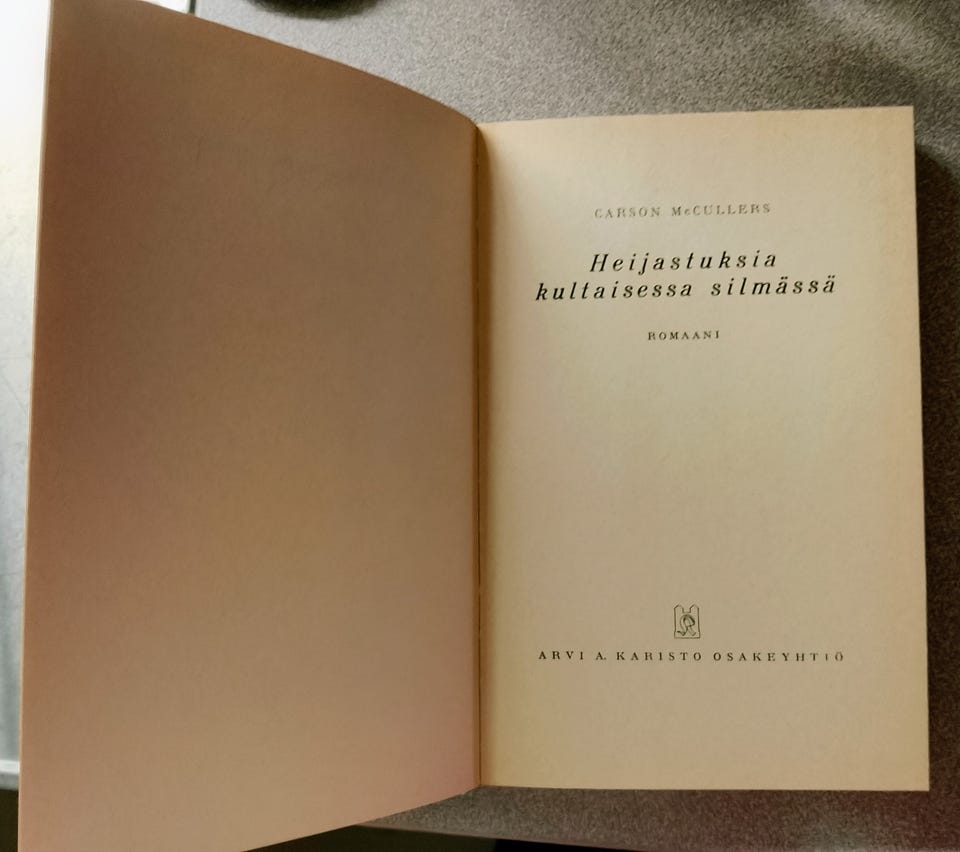 CARSON McCULLERS
Heijastuksia
kultaisessa silmässä
ROMAANI
ARVI A. KARISTO OSAKEYHTIÖ